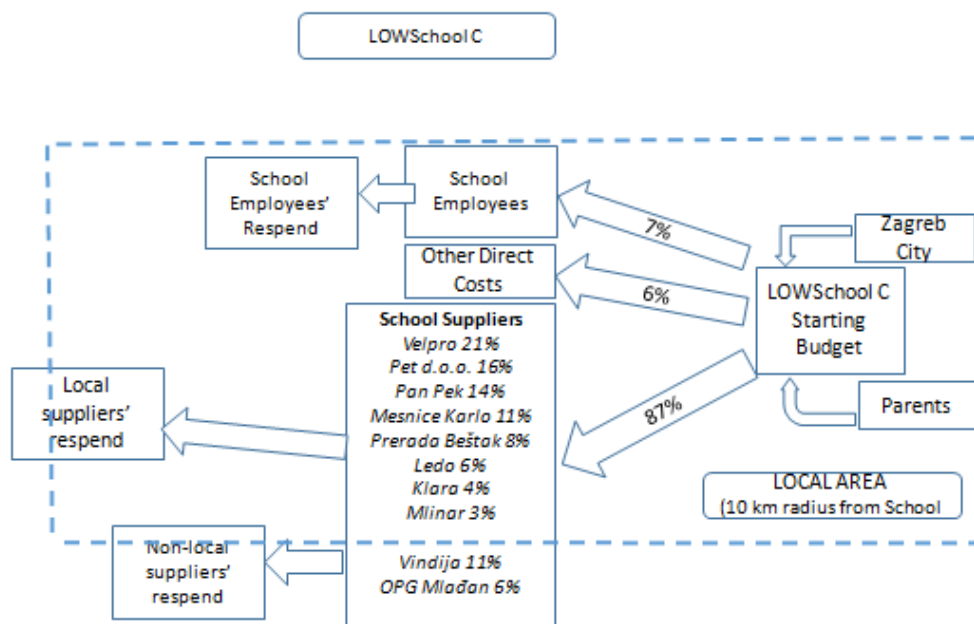 LOWSchool C
School
Employees'
Respend
School
Employees
7%
Zagreb
City
Other Direct
Costs
6%
LOWSchool C
Starting
Budget
School Suppliers
Velpro 21%
Pet d.o.o. 16%
Pan Pek 14%
Mesnice Karlo 11%
Prerada Beštak 8%
Ledo 6%
Klara 4%
Mlinar 3%
Vindija 11%
OPG Mlađan 6%
87%
Parents
Local
suppliers'
respend
LOCAL AREA
(10 km radius from School
Non-local
suppliers'
respend